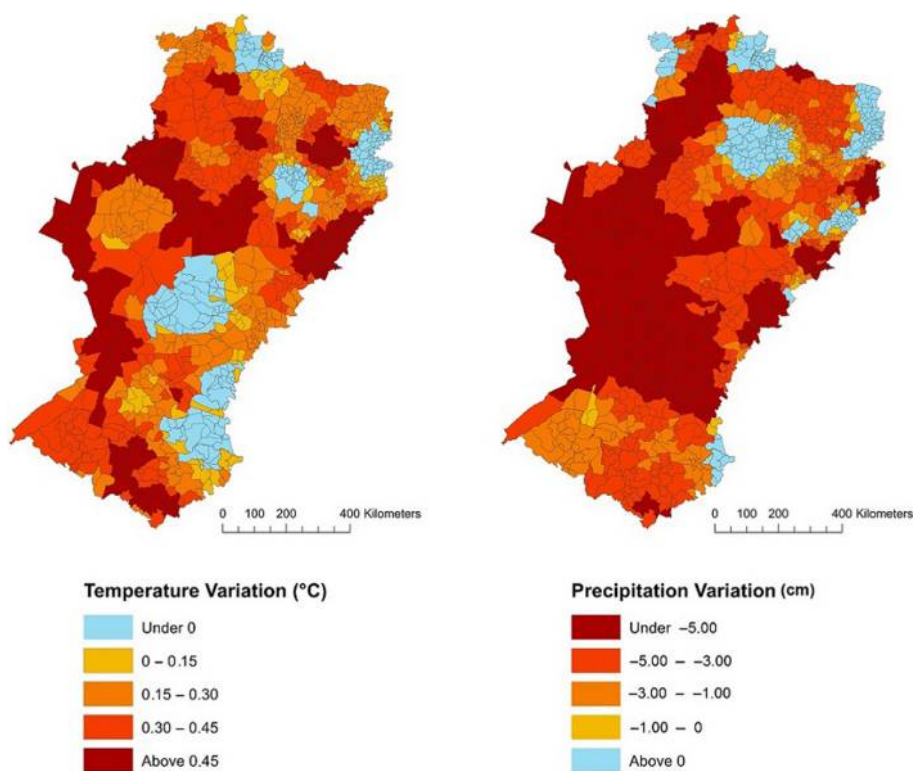 0 100 200 400 Kilometers
0 100 200 400 Kilometers
Temperature Variation (°C)
Under 0
0 – 0.15
0.15 – 0.30
0.30 – 0.45
Above 0.45
Precipitation Variation (cm)
Under –5.00
–5.00 – –3.00
–3.00 – –1.00
–1.00 – 0
Above 0